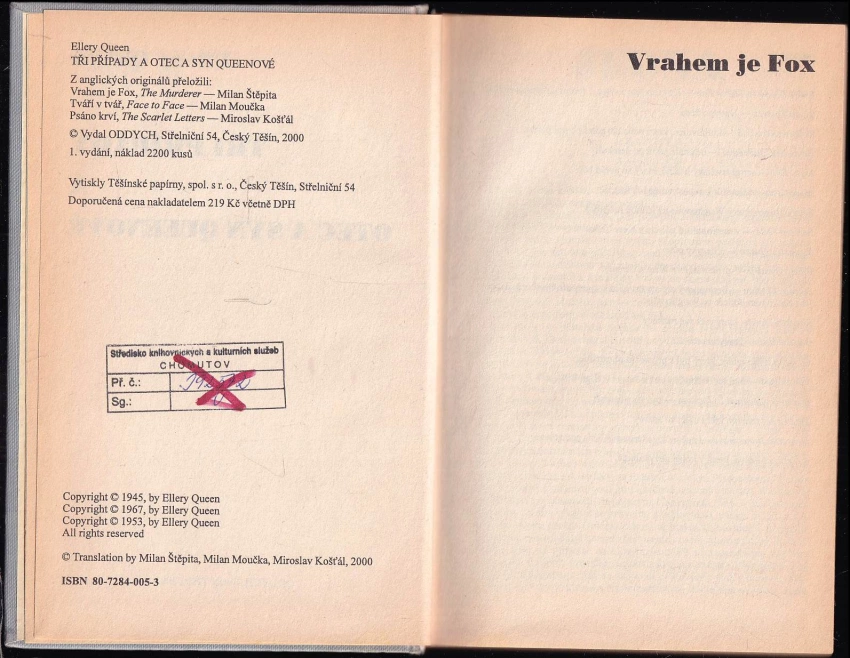 Ellery Queen
TŘI PŘÍPADY A OTEC A SYN QUEENOVÉ
Z anglických originálů přeložili:
Vrahem je Fox, The Murderer — Milan Štěpita
Tváří v tvář, Face to Face — Milan Moučka
Psáno krví, The Scarlet Letters — Miroslav Košťál
© Vydal ODDYCH, Střelniční 54, Český Těšín, 2000
1. vydání, náklad 2200 kusů
Vytiskly Těšínské papírny, spol. s r. o., Český Těšín, Střelniční 54
Doporučená cena nakladatelem 219 Kč včetně DPH
Středisko knihovnických a kulturních služeb
CHOMUTOV
Př. č.:
Sg.:
Copyright © 1945, by Ellery Queen
Copyright © 1967, by Ellery Queen
Copyright © 1953, by Ellery Queen
All rights reserved
© Translation by Milan Štěpita, Milan Moučka, Miroslav Košťál, 2000
ISBN 80-7284-005-3
Vrahem je Fox